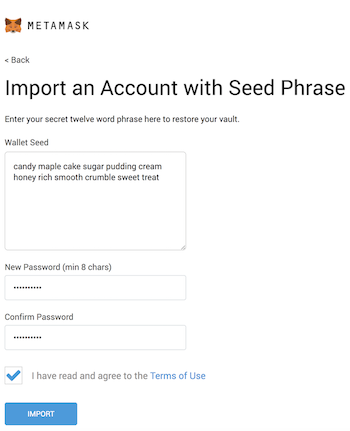 METAMASK
< Back
Import an Account with Seed Phrase
Enter your secret twelve word phrase here to restore your vault.
Wallet Seed
candy maple cake sugar pudding cream
honey rich smooth crumble sweet treat
New Password (min 8 chars)
••••••••••
Confirm Password
••••••••••
I have read and agree to the Terms of Use
IMPORT